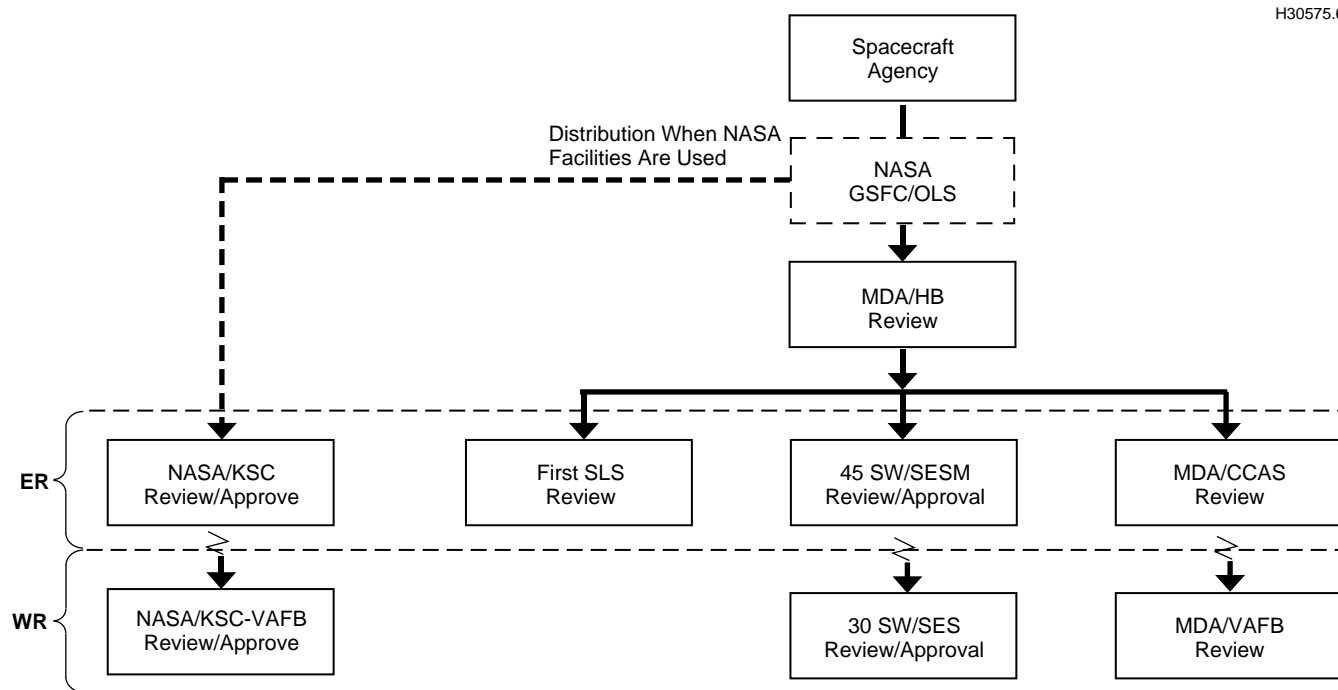 H30575.6
Spacecraft
Agency
Distribution When NASA
Facilities Are Used
NASA
GSFC/OLS
MDA/HB
Review
ER
NASA/KSC
Review/Approve
First SLS
Review
45 SW/SESM
Review/Approval
MDA/CCAS
Review
WR
NASA/KSC-VAFB
Review/Approve
30 SW/SES
Review/Approval
MDA/VAFB
Review